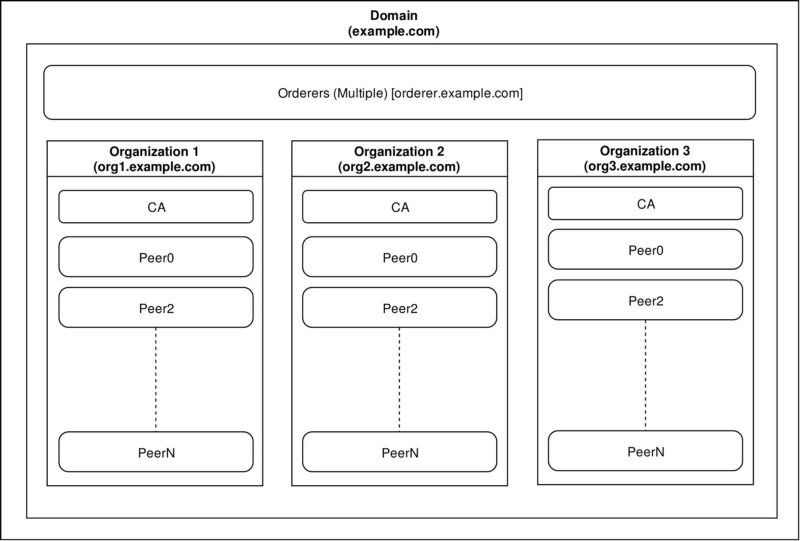 Domain
(example.com)
Orderers (Multiple) [orderer.example.com]
Organization 1
(org1.example.com)
CA
Peer0
Peer2
PeerN
Organization 2
(org2.example.com)
CA
Peer0
Peer2
PeerN
Organization 3
(org3.example.com)
CA
Peer0
Peer2
PeerN